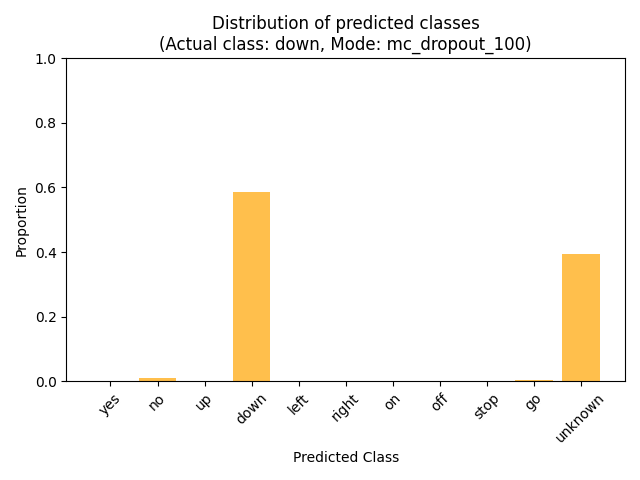 Distribution of predicted classes
(Actual class: down, Mode: mc_dropout_100)
1.0
0.8
0.6
0.4
0.2
0.0
Proportion
yes
no
up
down
left
right
on
off
stop
go
unknown
Predicted Class